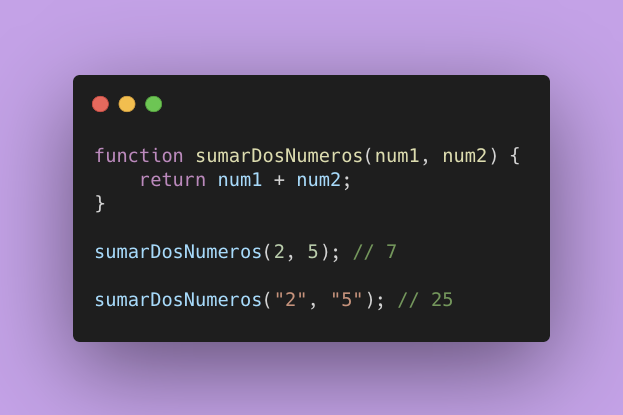 function sumarDosNumeros(num1, num2) {
    return num1 + num2;
}
sumarDosNumeros(2, 5); // 7
sumarDosNumeros("2", "5"); // 25